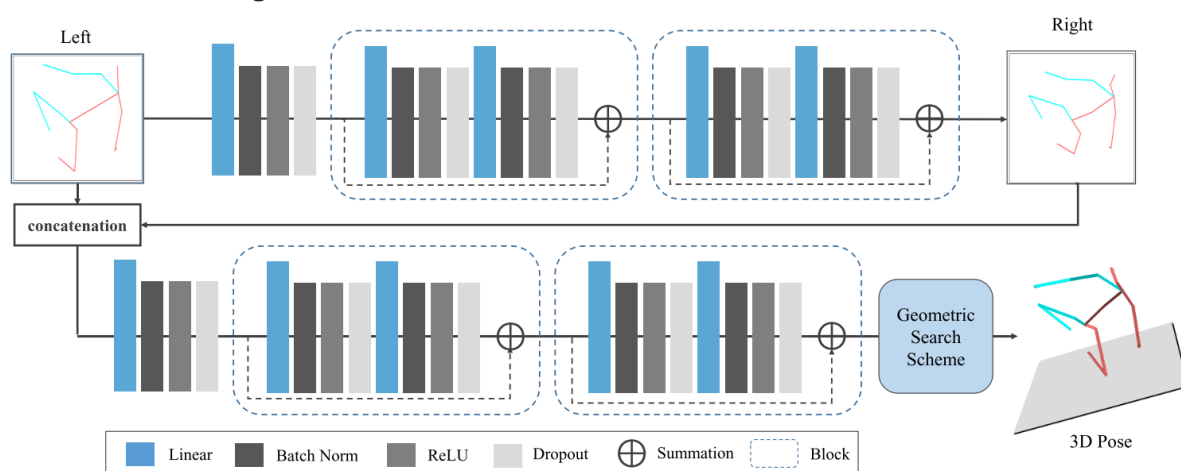 Left
Right
concatenation
Geometric
Search
Scheme
3D Pose
Linear
Batch Norm
ReLU
Dropout
Summation
Block